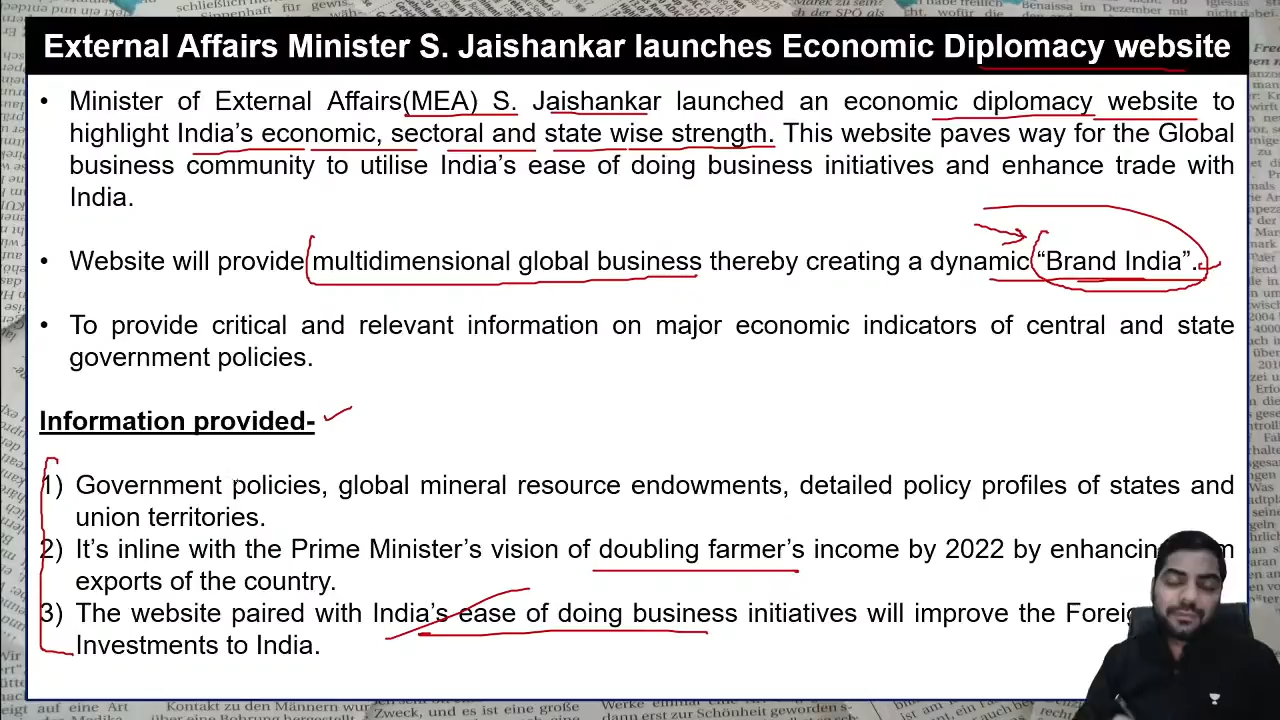 External Affairs Minister S. Jaishankar launches Economic Diplomacy website
• Minister of External Affairs(MEA) S. Jaishankar launched an economic diplomacy website to
highlight India's economic, sectoral and state wise strength. This website paves way for the Global
business community to utilise India's ease of doing business initiatives and enhance trade with
India.
• Website will provide multidimensional global business thereby creating a dynamic “Brand India”.
• To provide critical and relevant information on major economic indicators of central and state
government policies.
Information provided-
1) Government policies, global mineral resource endowments, detailed policy profiles of states and
union territories.
2) It's inline with the Prime Minister's vision of doubling farmer's income by 2022 by
exports of the country.
3) The website paired with India's ease of doing business initiatives will improve the
Investments to India.